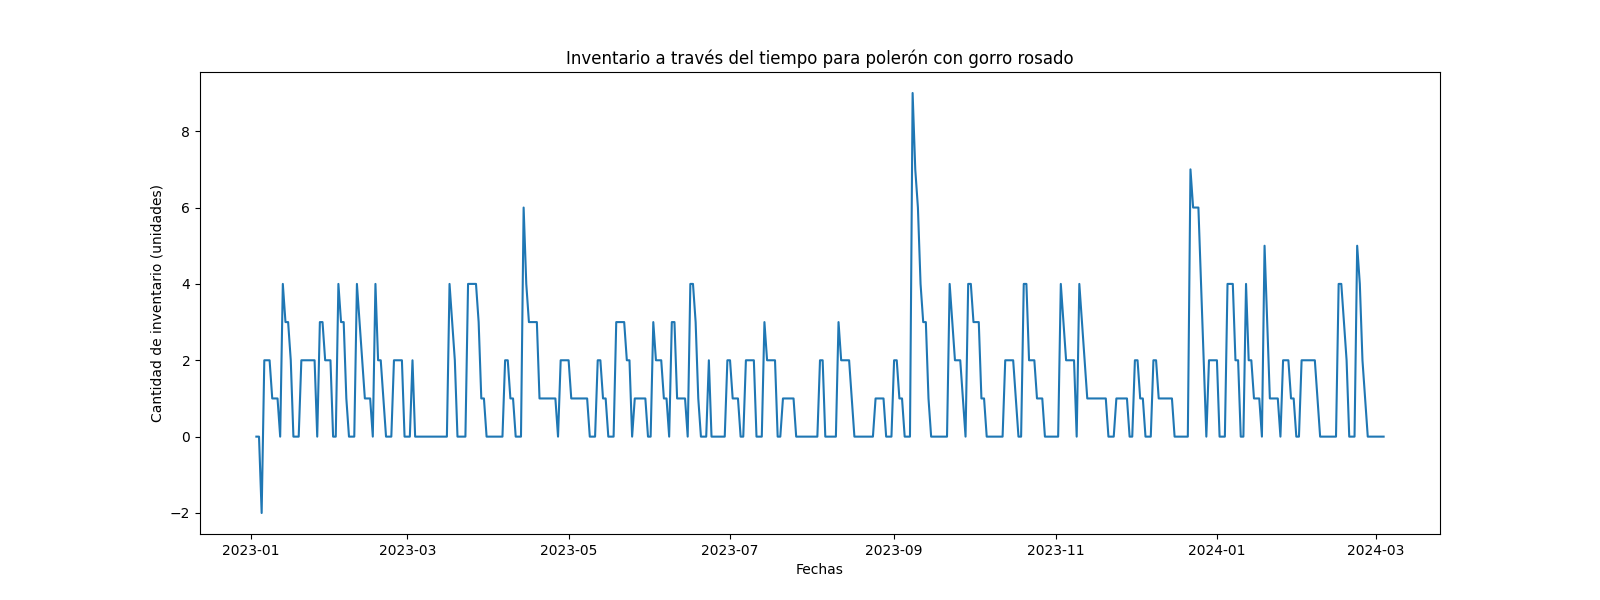 Inventario a través del tiempo para polerón con gorro rosado
Cantidad de inventario (unidades)
8
6
4
2
0
−2
2023-01 2023-03 2023-05 2023-07 2023-09 2023-11 2024-01 2024-03
Fechas